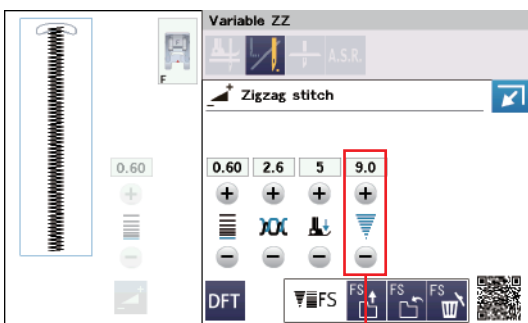 Variable ZZ
A.S.R.
F
Zigzag stitch
0.60
0.60 2.6 5 9.0
DFT
FS
FS FS FS